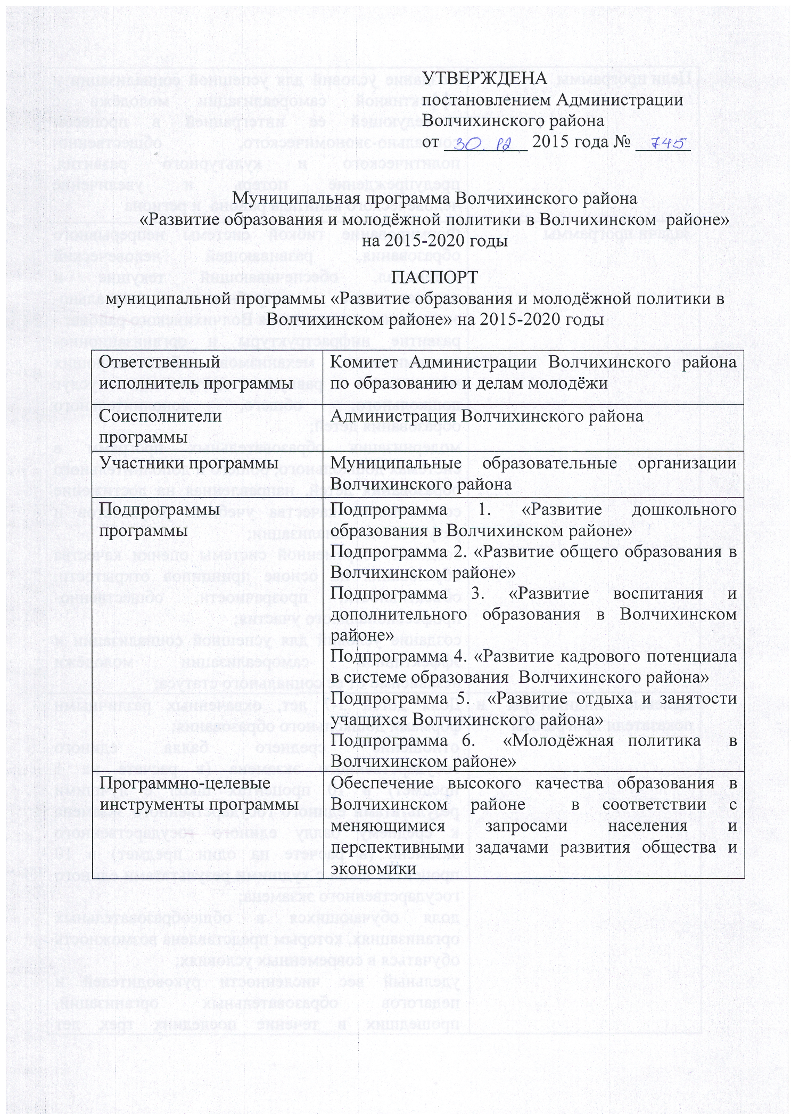 УТВЕРЖДЕНА
постановлением Администрации
Волчихинского района
от 30.12 2015 года № 745
Муниципальная программа Волчихинского района
«Развитие образования и молодёжной политики в Волчихинском районе»
на 2015-2020 годы
ПАСПОРТ
муниципальной программы «Развитие образования и молодёжной политики в
Волчихинском районе» на 2015-2020 годы
Ответственный
исполнитель программы
Комитет Администрации Волчихинского района
по образованию и делам молодёжи
Соисполнители
программы
Администрация Волчихинского района
Участники программы
Муниципальные образовательные организации
Волчихинского района
Подпрограммы
программы
Подпрограмма 1. «Развитие дошкольного
образования в Волчихинском районе»
Подпрограмма 2. «Развитие общего образования в
Волчихинском районе»
Подпрограмма 3. «Развитие воспитания и
дополнительного образования в Волчихинском
районе»
Подпрограмма 4. «Развитие кадрового потенциала
в системе образования Волчихинского района»
Подпрограмма 5. «Развитие отдыха и занятости
учащихся Волчихинского района»
Подпрограмма 6. «Молодёжная политика в
Волчихинском районе»
Программно-целевые
инструменты программы
Обеспечение высокого качества образования в
Волчихинском районе в соответствии с
меняющимися запросами населения и
перспективными задачами развития общества и
экономики